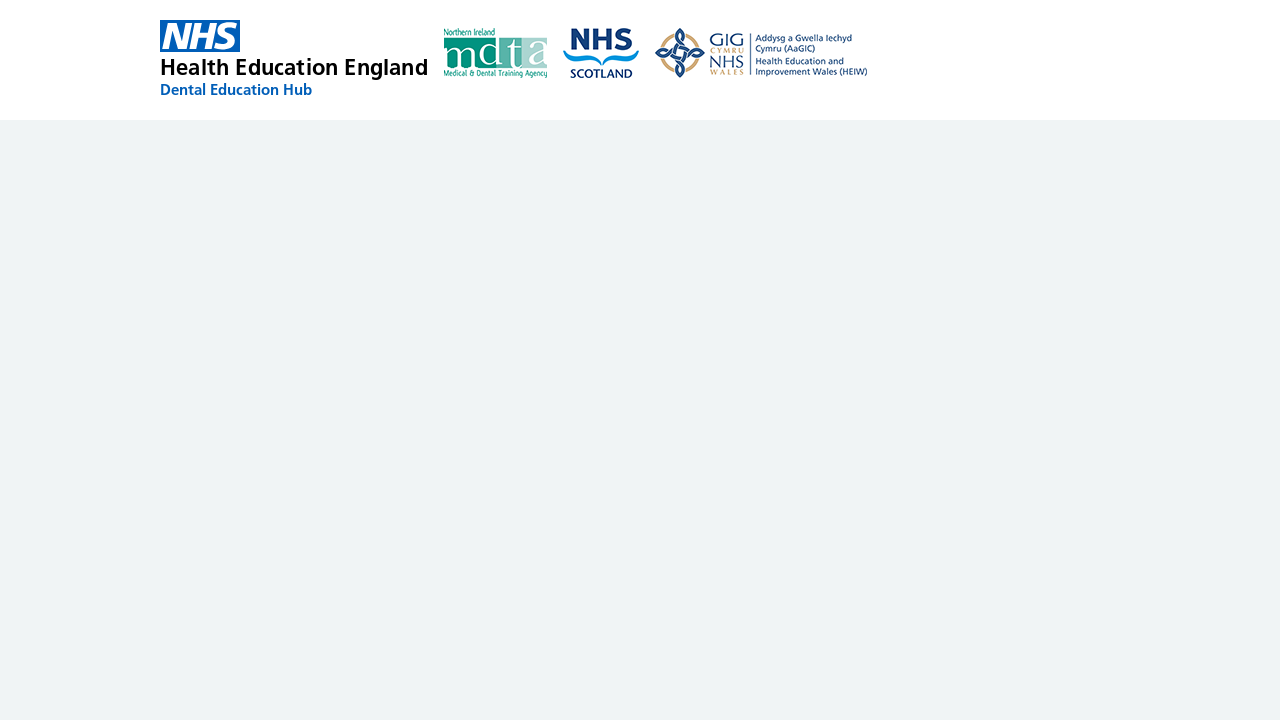 NHS
Health Education England
Dental Education Hub
Northern Ireland
mdta
Medical & Dental Training Agency
NHS
SCOTLAND
GIG
CYMRU
NHS
WALES
Addysg a Gwella Iechyd
Cymru (AaGIC)
Health Education and
Improvement Wales (HEIW)